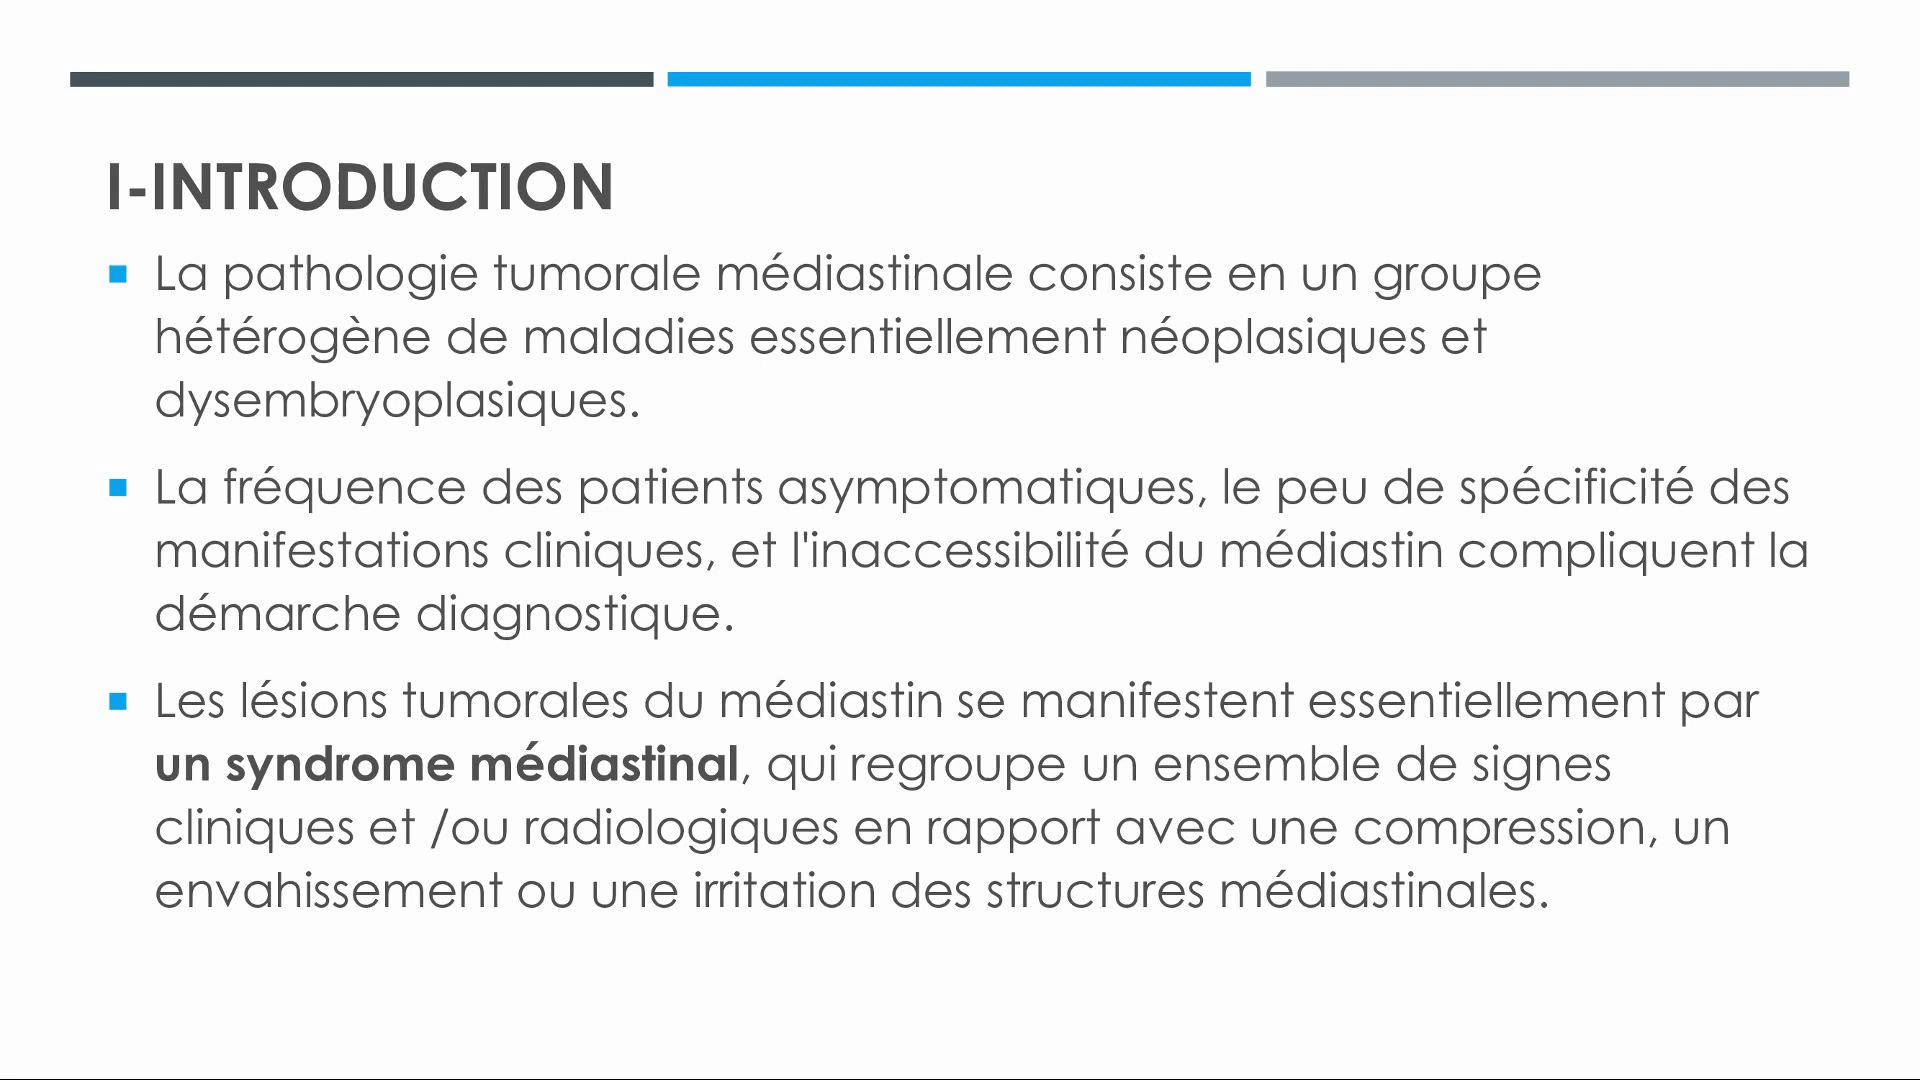 I-INTRODUCTION
La pathologie tumorale médiastinale consiste en un groupe
hétérogène de maladies essentiellement néoplasiques et
dysembryoplasiques.
La fréquence des patients asymptomatiques, le peu de spécificité des
manifestations cliniques, et l'inaccessibilité du médiastin compliquent la
démarche diagnostique.
Les lésions tumorales du médiastin se manifestent essentiellement par
un syndrome médiastinal, qui regroupe un ensemble de signes
cliniques et /ou radiologiques en rapport avec une compression, un
envahissement ou une irritation des structures médiastinales.